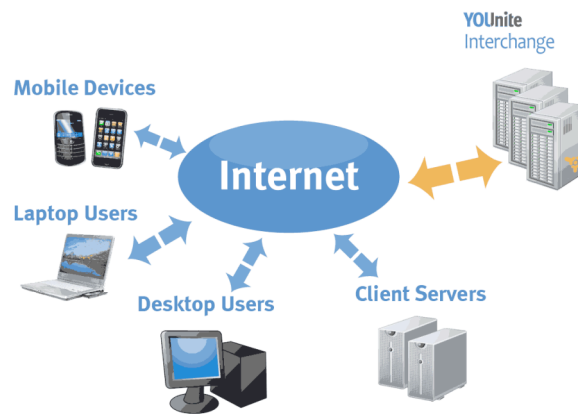 YOUnite
Interchange
Mobile Devices
Internet
Laptop Users
Desktop Users
Client Servers